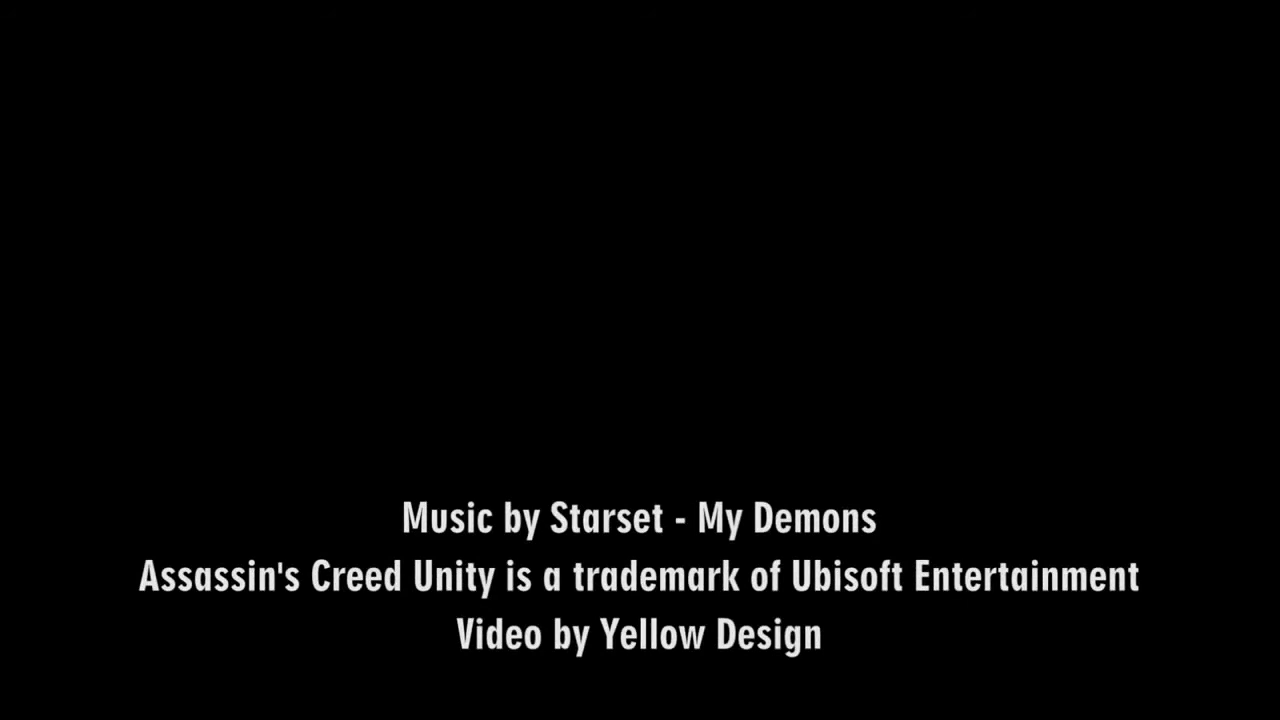 Music by Starset - My Demons
Assassin's Creed Unity is a trademark of Ubisoft Entertainment
Video by Yellow Design